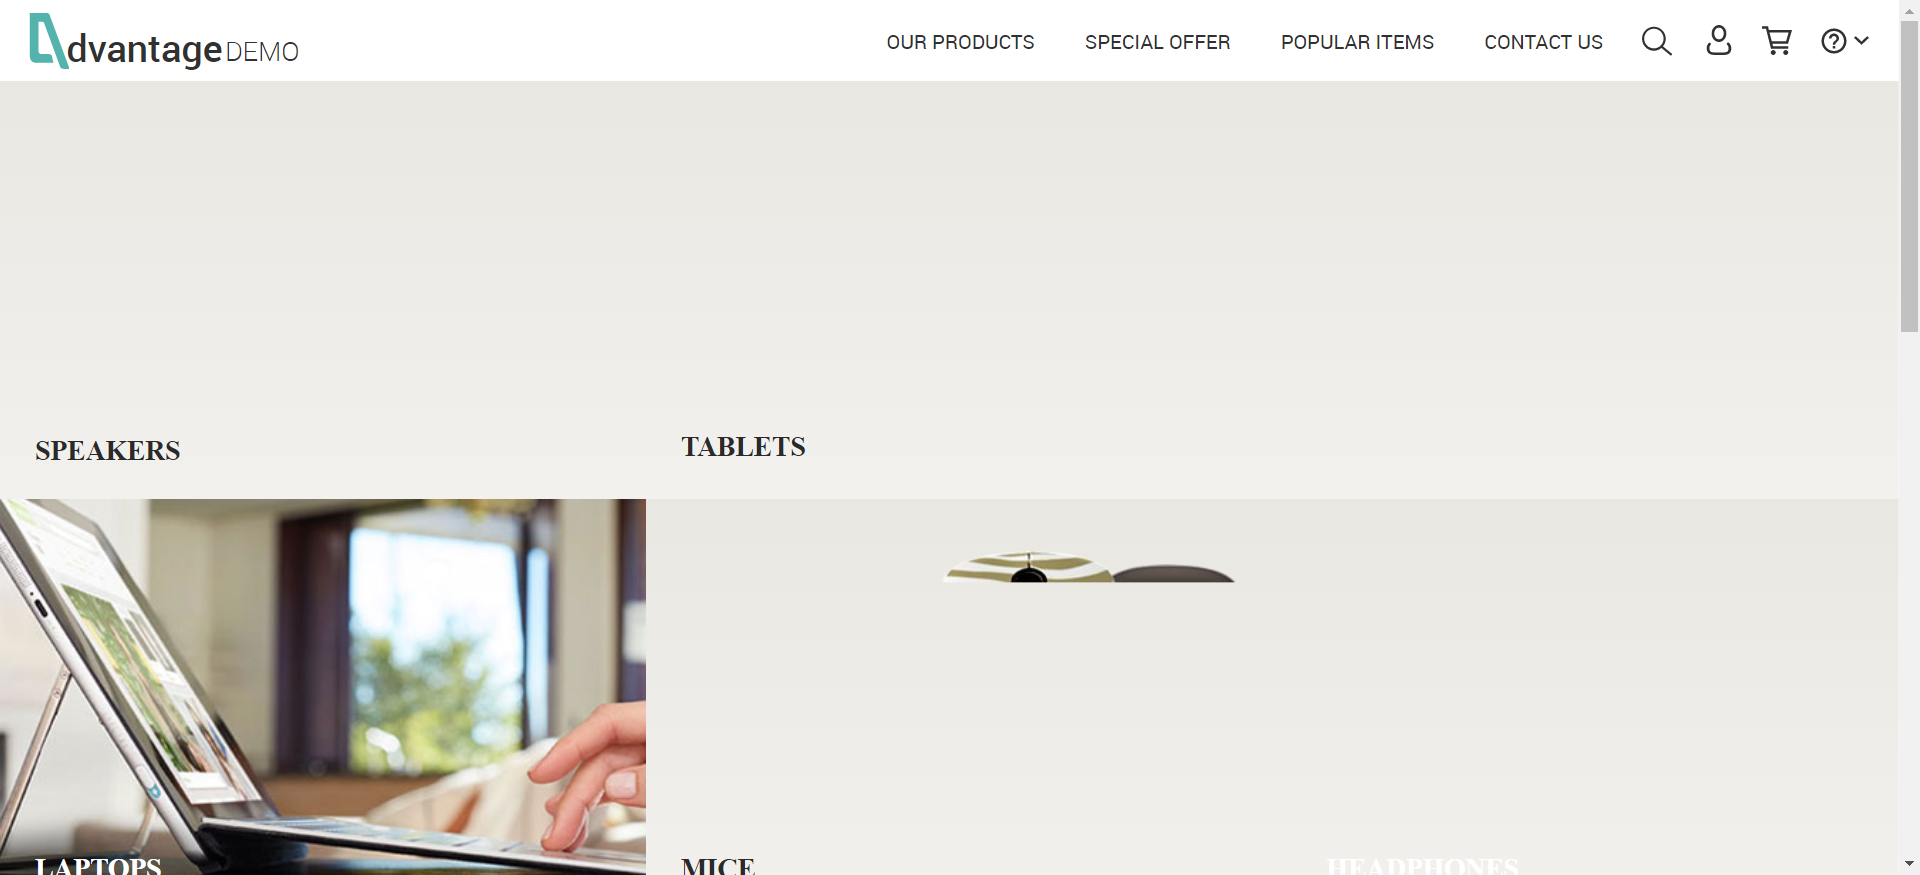 dvantage DEMO
OUR PRODUCTS
SPECIAL OFFER
POPULAR ITEMS
CONTACT US
SPEAKERS
TABLETS
LAPTOPS
MICE
HEADPHONES